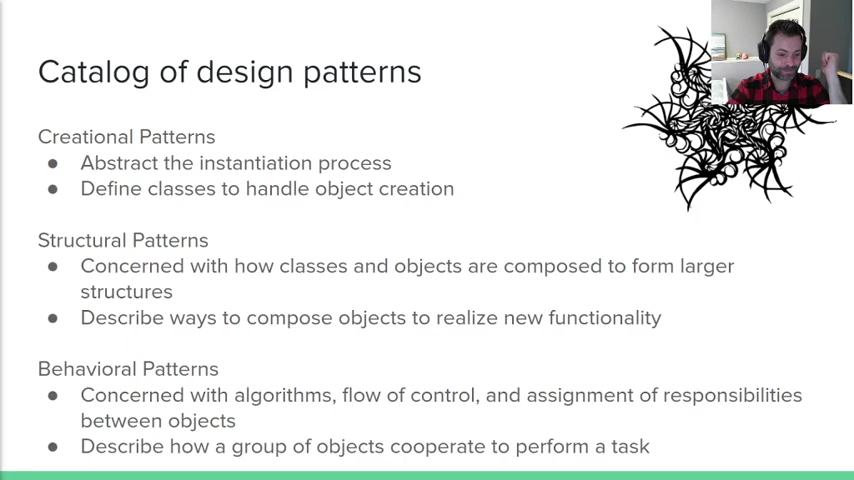 Catalog of design patterns
Creational Patterns
● Abstract the instantiation process
● Define classes to handle object creation
Structural Patterns
● Concerned with how classes and objects are composed to form larger
structures
● Describe ways to compose objects to realize new functionality
Behavioral Patterns
● Concerned with algorithms, flow of control, and assignment of responsibilities
between objects
● Describe how a group of objects cooperate to perform a task